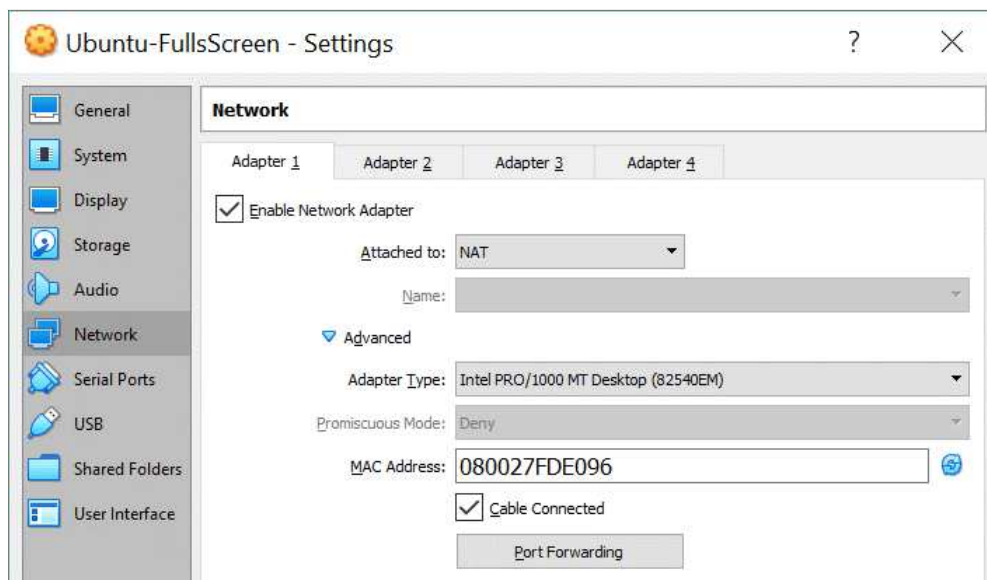 Ubuntu-FullsScreen - Settings
?
General
System
Display
Storage
Audio
Network
Serial Ports
USB
Shared Folders
User Interface
Network
Adapter 1
Adapter 2
Adapter 3
Adapter 4
Enable Network Adapter
Attached to: NAT
Name:
Advanced
Adapter Type: Intel PRO/1000 MT Desktop (82540EM)
Promiscuous Mode: Deny
MAC Address: 080027FDE096
Cable Connected
Port Forwarding